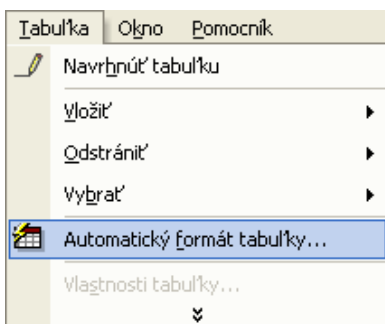 Tabuľka Okno Pomocník
Navrhnúť tabuľku
Vložiť
Odstrániť
Vybrať
Automatický formát tabuľky...
Vlastnosti tabuľky...